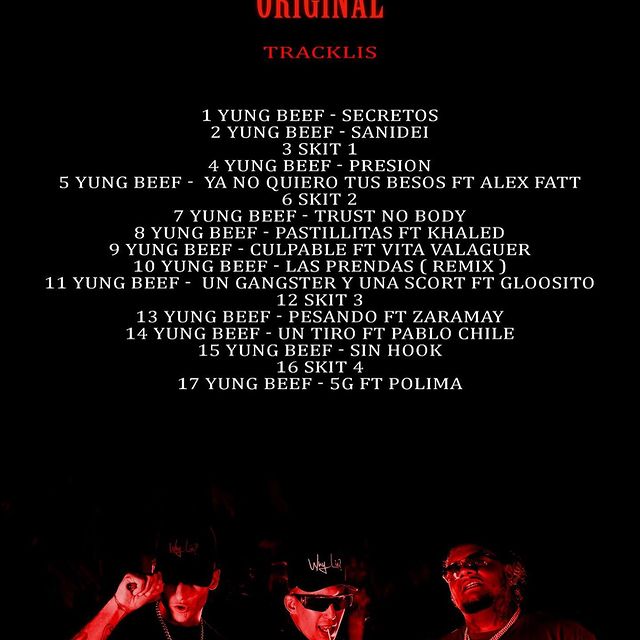 ORIGINAL
TRACKLIS
1 YUNG BEEF - SECRETOS
2 YUNG BEEF - SANIDEI
3 SKIT 1
4 YUNG BEEF - PRESION
5 YUNG BEEF -  YA NO QUIERO TUS BESOS FT ALEX FATT
6 SKIT 2
7 YUNG BEEF - TRUST NO BODY
8 YUNG BEEF - PASTILLITAS FT KHALED
9 YUNG BEEF - CULPABLE FT VITA VALAGUER
10 YUNG BEEF - LAS PRENDAS ( REMIX )
11 YUNG BEEF -  UN GANGSTER Y UNA SCORT FT GLOOSITO
12 SKIT 3
13 YUNG BEEF - PESANDO FT ZARAMAY
14 YUNG BEEF - UN TIRO FT PABLO CHILE
15 YUNG BEEF - SIN HOOK
16 SKIT 4
17 YUNG BEEF - 5G FT POLIMA